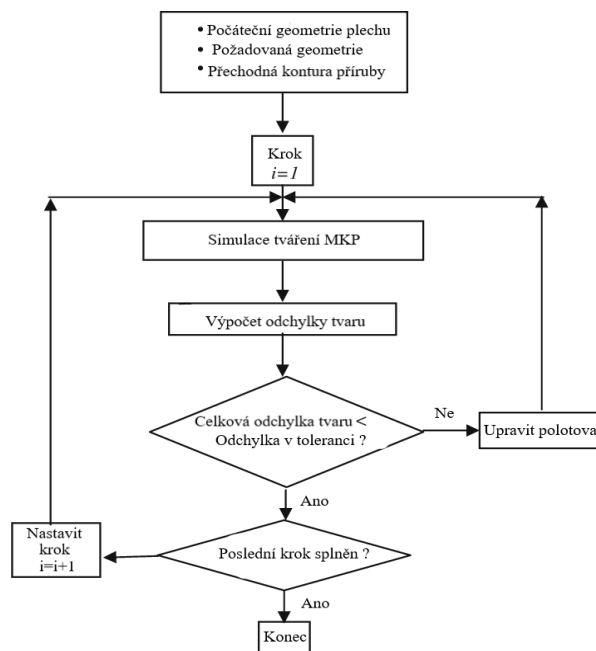 • Počáteční geometrie plechu
• Požadovaná geometrie
• Přechodná kontura příruby
Krok
i=1
Simulace tváření MKP
Výpočet odchylky tvaru
Celková odchylka tvaru <
Odchylka v toleranci ?
Ne
Upravit polotova
Ano
Nastavit
krok
i=i+1
Poslední krok splněn ?
Ano
Konec